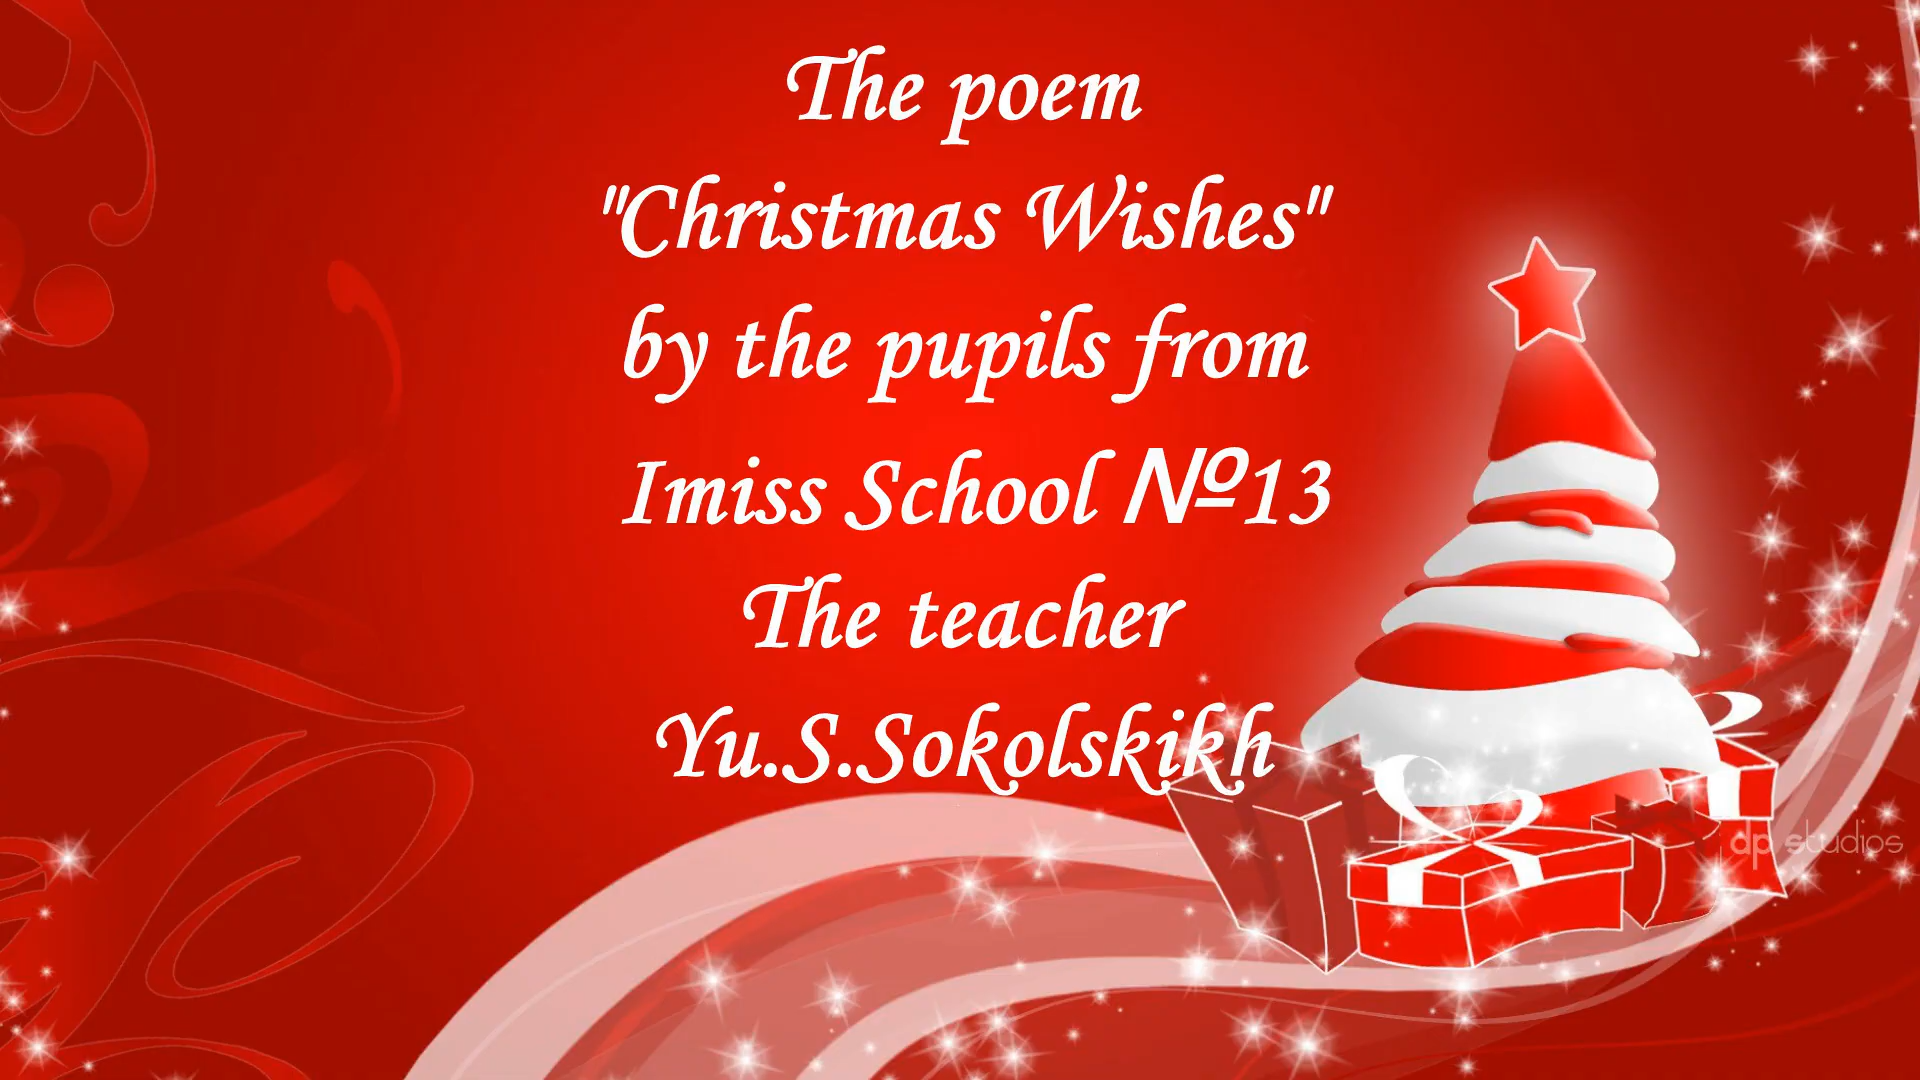 The poem
"Christmas Wishes"
by the pupils from
Imiss School №13
The teacher
Yu.S.Sokolskikh
dp studios